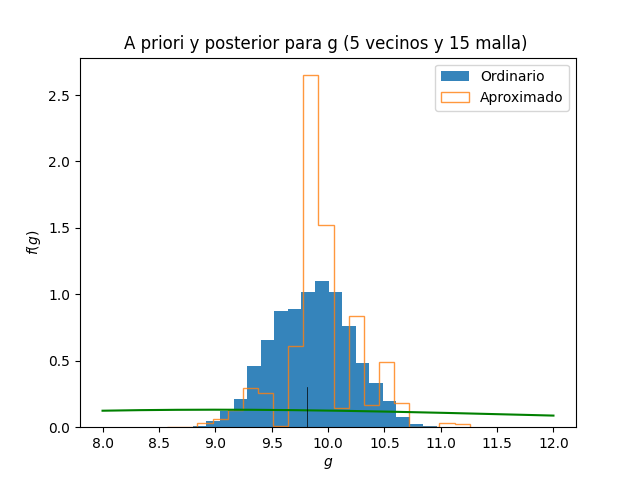 A priori y posterior para g (5 vecinos y 15 malla)
Ordinario
Aproximado
f(g)
2.5
2.0
1.5
1.0
0.5
0.0
8.0 8.5 9.0 9.5 10.0 10.5 11.0 11.5 12.0
g